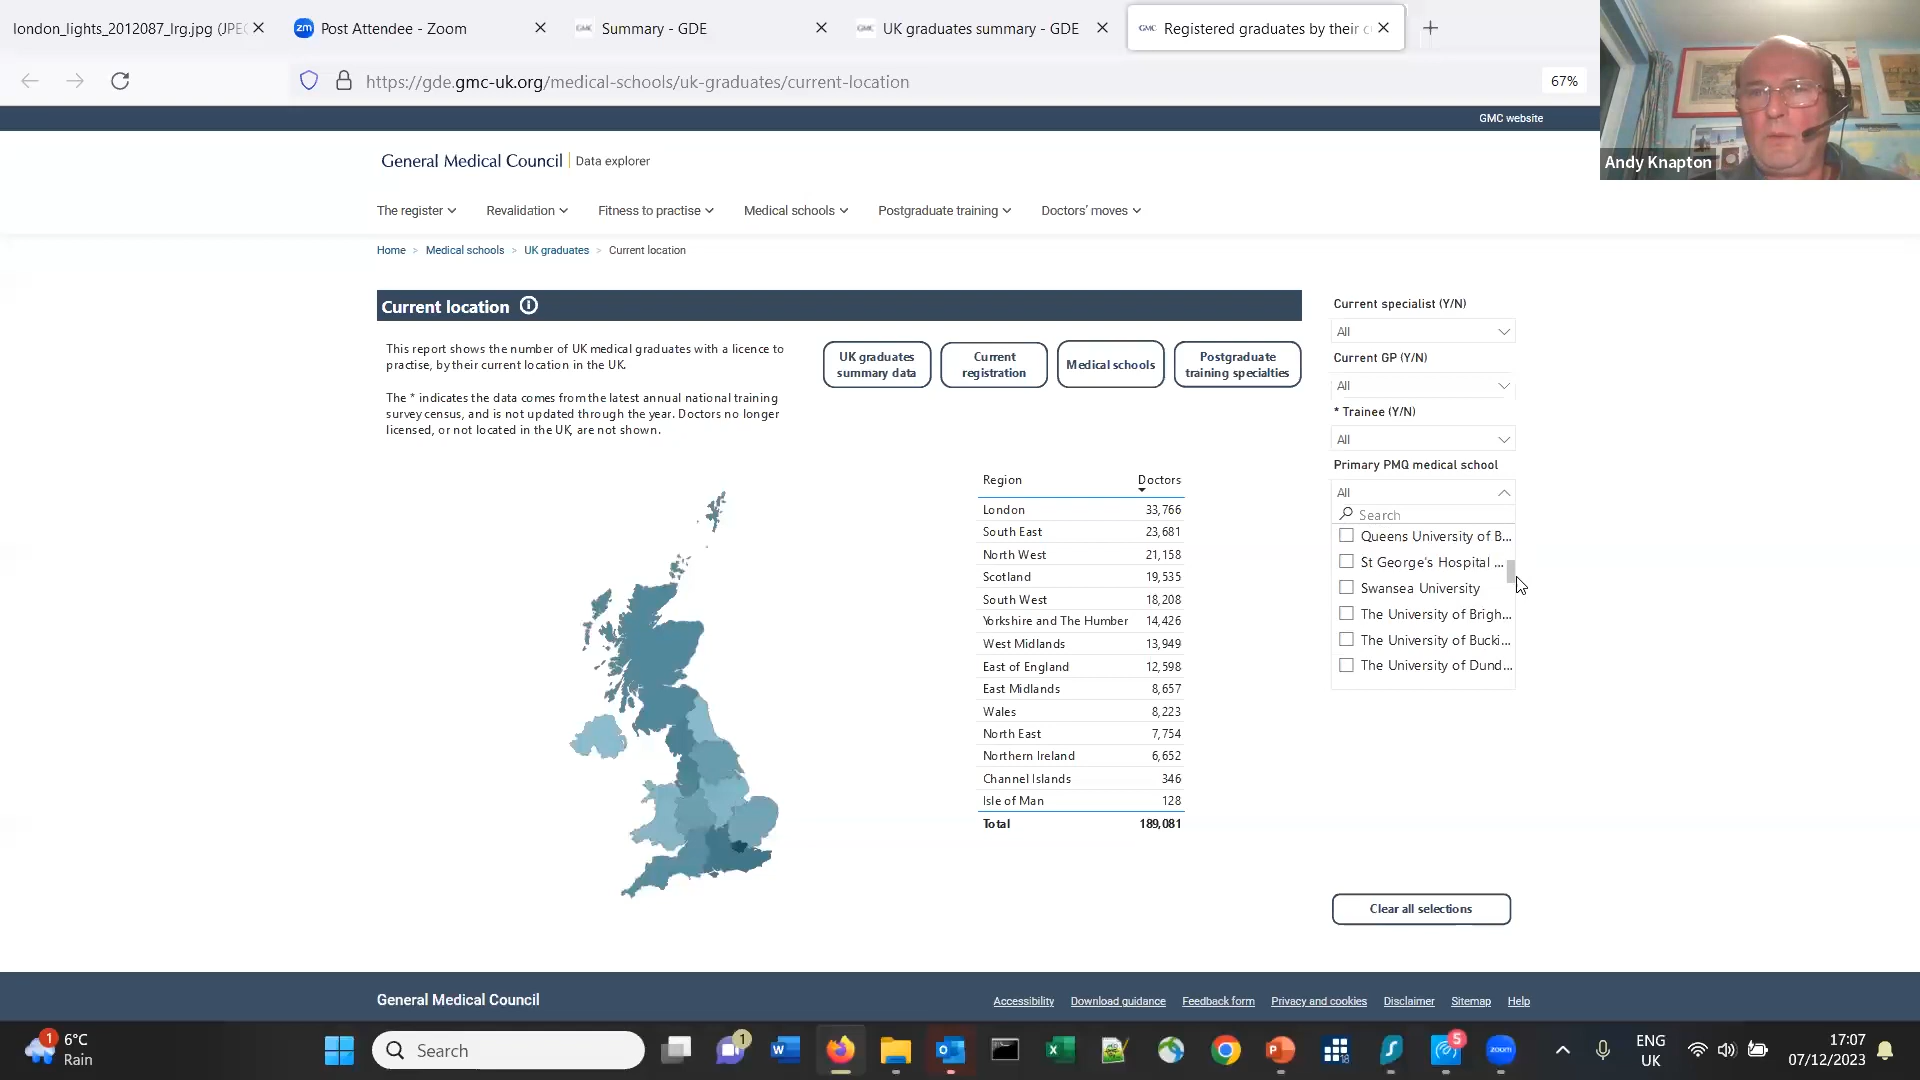 london_lights_2012087_lrg.jpg (JPE
Post Attendee - Zoom
Summary - GDE
UK graduates summary - GDE
Registered graduates by their c
https://gde.gmc-uk.org/medical-schools/uk-graduates/current-location
67%
GMC website
Andy Knapton
General Medical Council
Data explorer
The register
Revalidation
Fitness to practise
Medical schools
Postgraduate training
Doctors' moves
Home > Medical schools > UK graduates > Current location
Current location
This report shows the number of UK medical graduates with a licence to
practise, by their current location in the UK.
The * indicates the data comes from the latest annual national training
survey census, and is not updated through the year. Doctors no longer
licensed, or not located in the UK, are not shown.
UK graduates
summary data
Current
registration
Medical schools
Postgraduate
training specialties
Region Doctors
London 33,766
South East 23,681
North West 21,158
Scotland 19,535
South West 18,208
Yorkshire and The Humber 14,426
West Midlands 13,949
East of England 12,598
East Midlands 8,657
Wales 8,223
North East 7,754
Northern Ireland 6,652
Channel Islands 346
Isle of Man 128
Total 189,081
Current specialist (Y/N)
All
Current GP (Y/N)
All
* Trainee (Y/N)
All
Primary PMQ medical school
All
Search
Queens University of B...
St George's Hospital ...
Swansea University
The University of Brigh...
The University of Bucki...
The University of Dund...
Clear all selections
General Medical Council
Accessibility
Download guidance
Feedback form
Privacy and cookies
Disclaimer
Sitemap
Help
1
6°C
Rain
Search
1
5
zoom
ENG
UK
17:07
07/12/2023